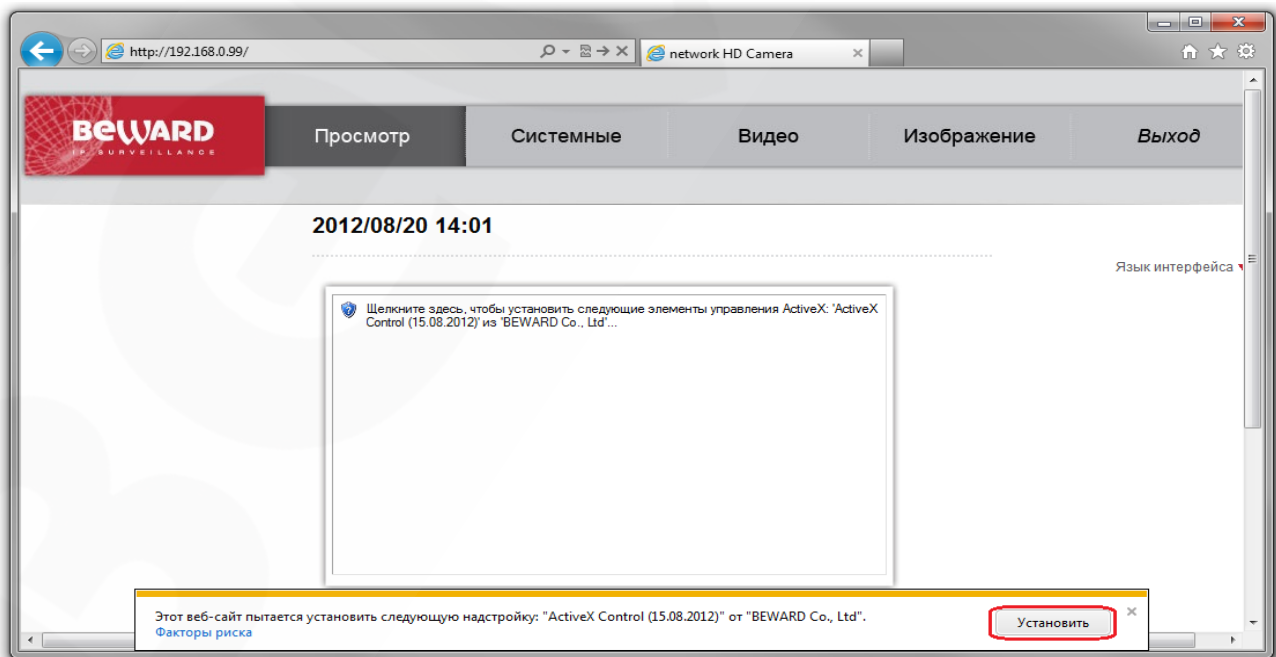 http://192.168.0.99/
network HD Camera
BEWARD
IP SURVEILLANCE
Просмотр
Системные
Видео
Изображение
Выход
2012/08/20 14:01
Язык интерфейса
Щелкните здесь, чтобы установить следующие элементы управления ActiveX: 'ActiveX
Control (15.08.2012)' из 'BEWARD Co., Ltd'...
Этот веб-сайт пытается установить следующую надстройку: "ActiveX Control (15.08.2012)" от "BEWARD Co., Ltd".
Факторы риска
Установить